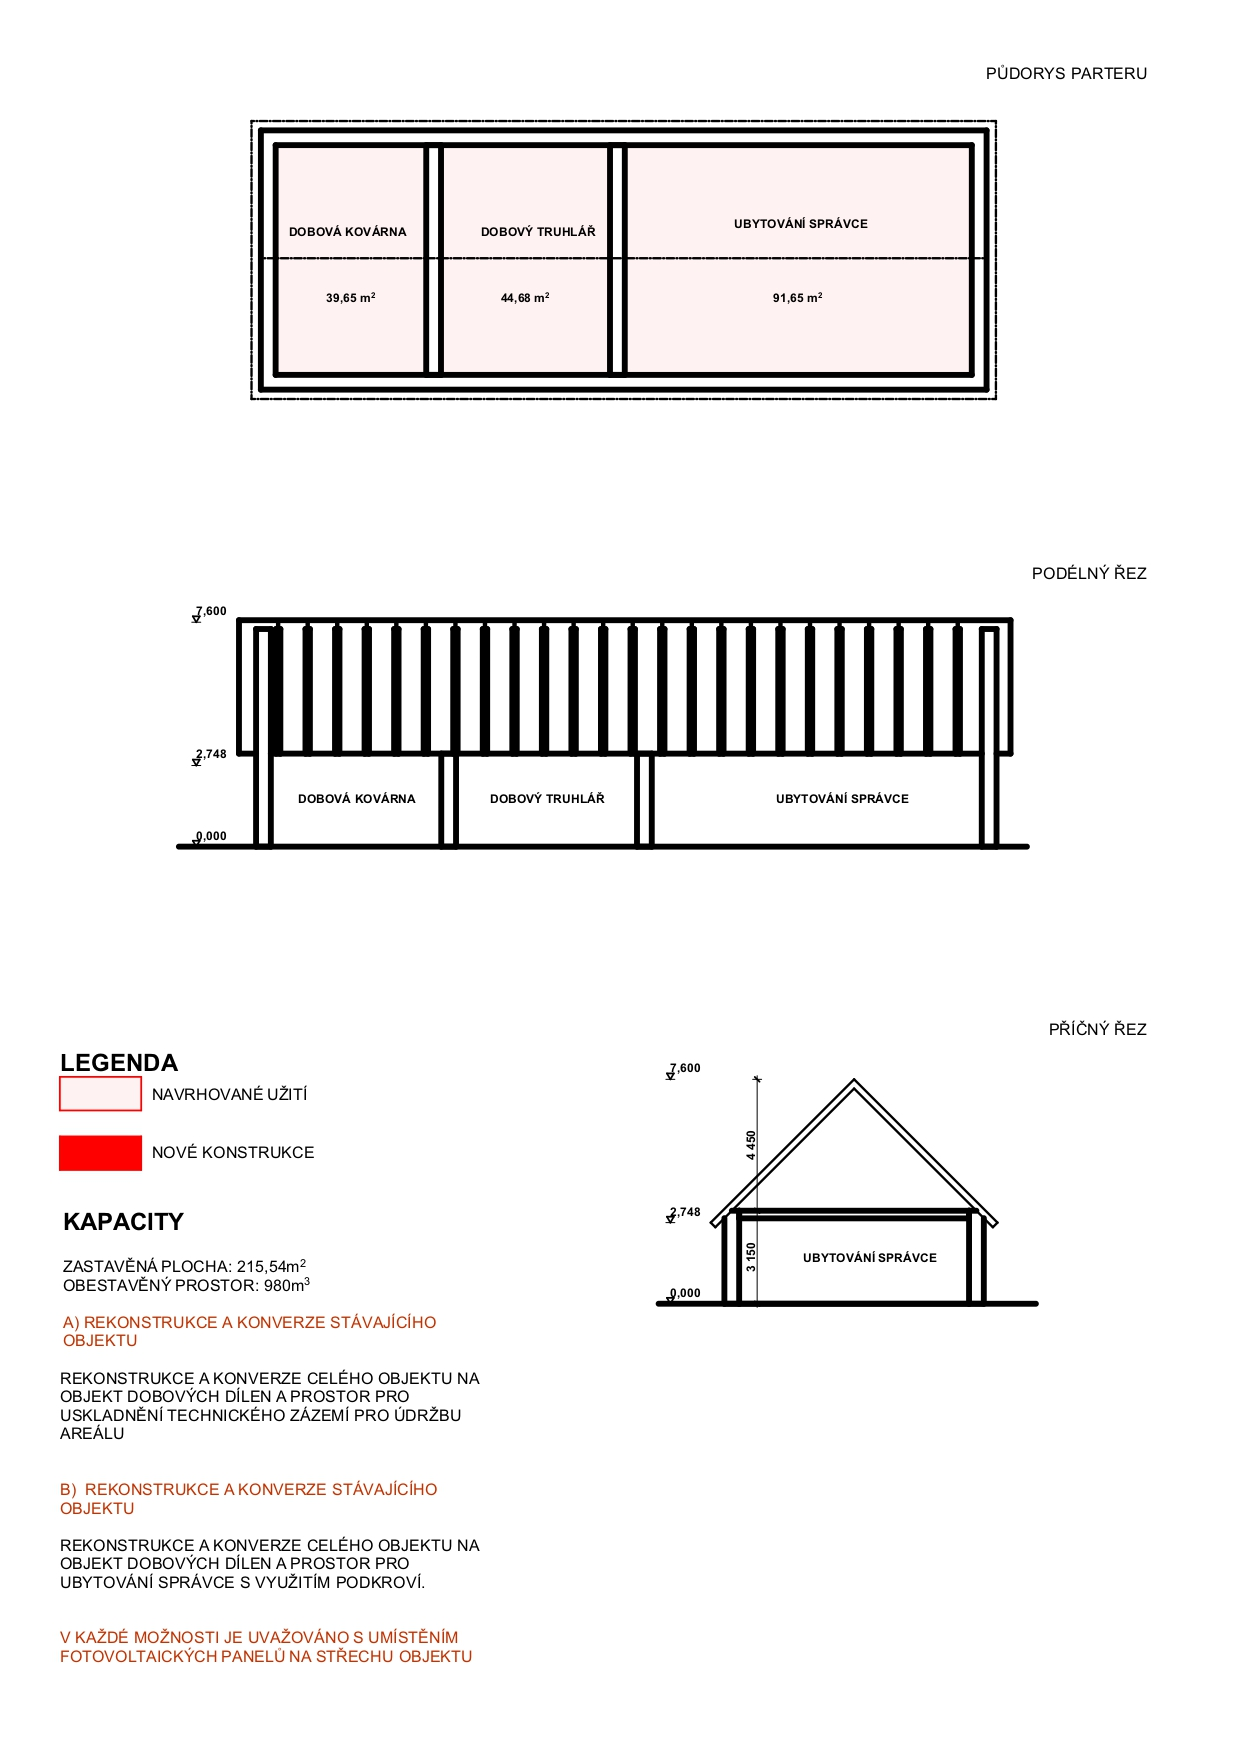 PŮDORYS PARTERU
DOBOVÁ KOVÁRNA
DOBOVÝ TRUHLÁŘ
UBYTOVÁNÍ SPRÁVCE
39,65 m²
44,68 m²
91,65 m²
PODÉLNÝ ŘEZ
7,600
2,748
DOBOVÁ KOVÁRNA
DOBOVÝ TRUHLÁŘ
UBYTOVÁNÍ SPRÁVCE
0,000
PŘÍČNÝ ŘEZ
7,600
4 450
2,748
3 150
UBYTOVÁNÍ SPRÁVCE
0,000
LEGENDA
NAVRHOVANÉ UŽITÍ
NOVÉ KONSTRUKCE
KAPACITY
ZASTAVĚNÁ PLOCHA: 215,54m²
OBESTAVĚNÝ PROSTOR: 980m³
A) REKONSTRUKCE A KONVERZE STÁVAJÍCÍHO
OBJEKTU
REKONSTRUKCE A KONVERZE CELÉHO OBJEKTU NA
OBJEKT DOBOVÝCH DÍLEN A PROSTOR PRO
USKLADNĚNÍ TECHNICKÉHO ZÁZEMÍ PRO ÚDRŽBU
AREÁLU
B) REKONSTRUKCE A KONVERZE STÁVAJÍCÍHO
OBJEKTU
REKONSTRUKCE A KONVERZE CELÉHO OBJEKTU NA
OBJEKT DOBOVÝCH DÍLEN A PROSTOR PRO
UBYTOVÁNÍ SPRÁVCE S VYUŽITÍM PODKROVÍ.
V KAŽDÉ MOŽNOSTI JE UVAŽOVÁNO S UMÍSTĚNÍM
FOTOVOLTAICKÝCH PANELŮ NA STŘECHU OBJEKTU